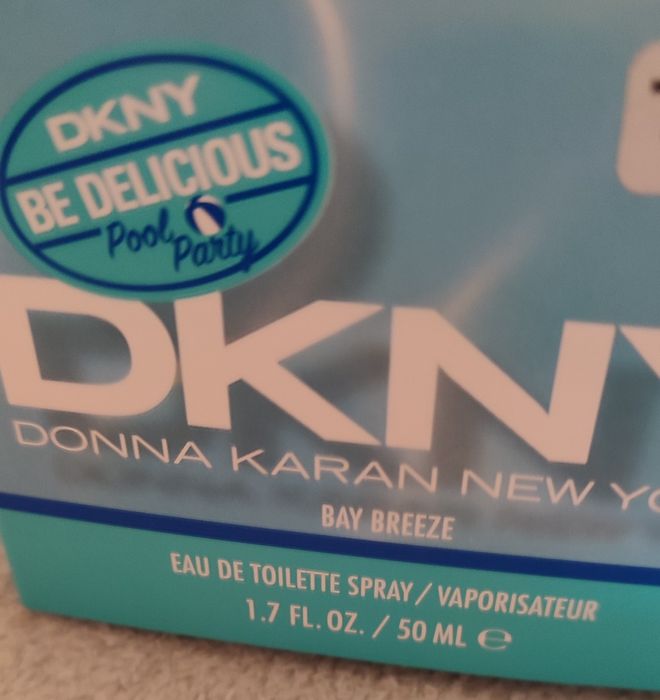 DKNY
BE DELICIOUS
Pool
Party
DKNY
DONNA KARAN NEW
BAY BREEZE
EAU DE TOILETTE SPRAY / VAPORISATEUR
1.7 FL. OZ. / 50 ML ℮